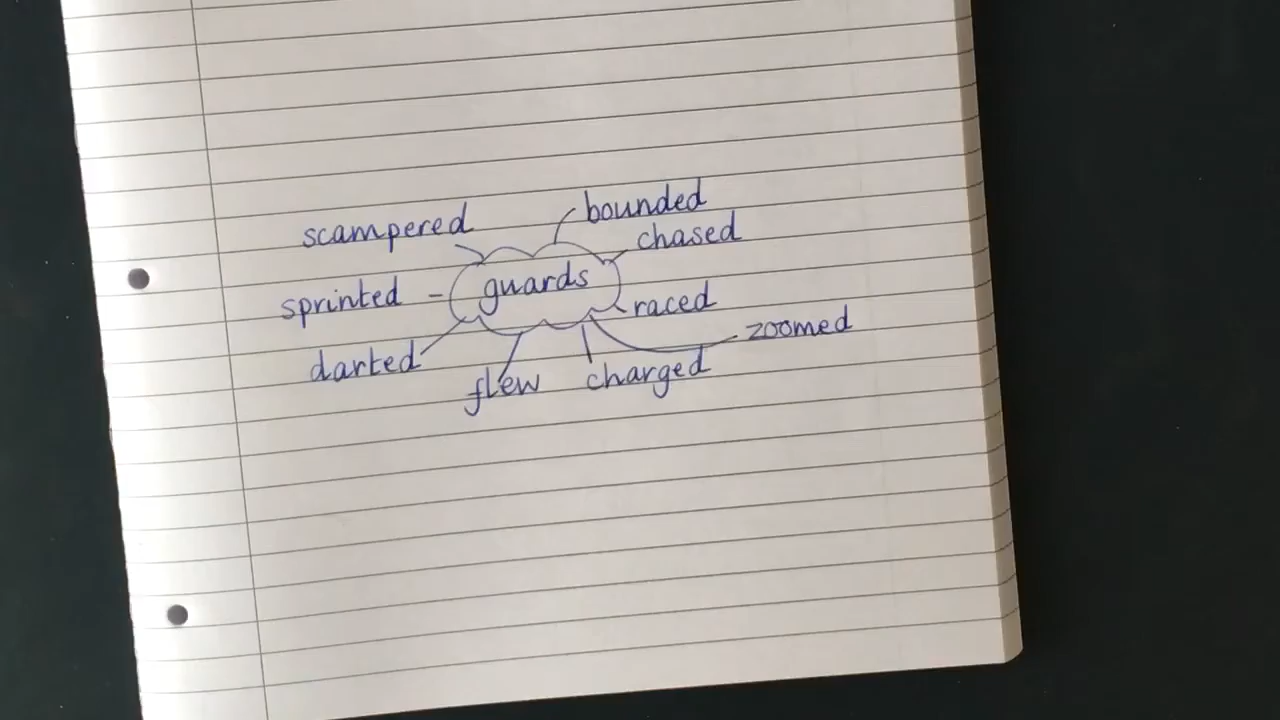 bounded
scampered
chased
guards
sprinted
raced
zoomed
darted
flew
charged